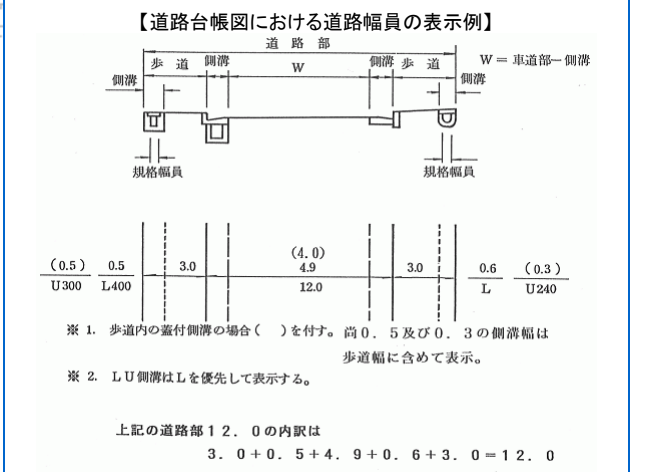 【道路台帳図における道路幅員の表示例】
道 路 部
歩 道 側溝 W 側溝 歩 道 W = 車道部－側溝
側溝 側溝
規格幅員 規格幅員
(4.0)
(0.5) 0.5 3.0 4.9 3.0 0.6 (0.3)
U300 L400 12.0 L U240
※ 1. 歩道内の蓋付側溝の場合( )を付す。尚0．5及び0．3の側溝幅は
歩道幅に含めて表示。
※ 2. LU側溝はLを優先して表示する。
上記の道路部12．0の内訳は
3．0+0．5+4．9+0．6+3．0=12．0